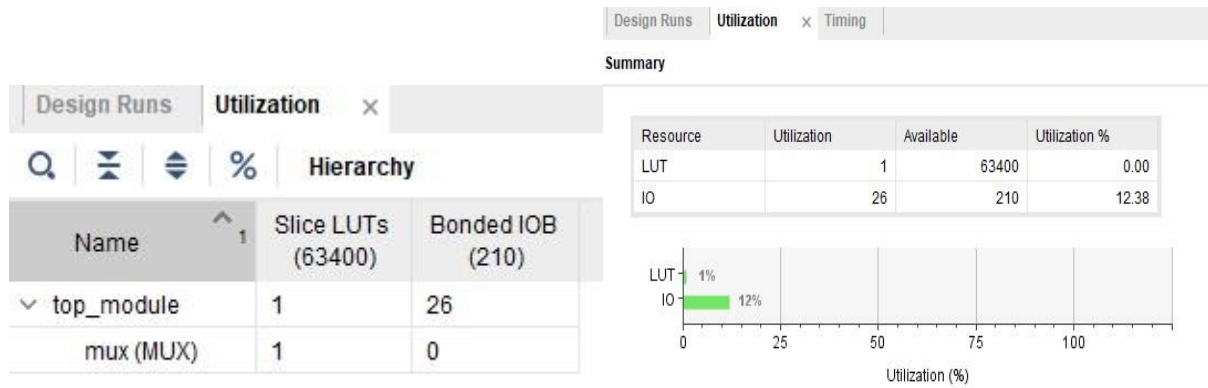 Design Runs Utilization ×
% Hierarchy
Name 1 Slice LUTs (63400) Bonded IOB (210)
top_module 1 26
mux (MUX) 1 0
Design Runs Utilization × Timing
Summary
Resource Utilization Available Utilization %
LUT 1 63400 0.00
IO 26 210 12.38
LUT 1%
IO 12%
0 25 50 75 100
Utilization (%)